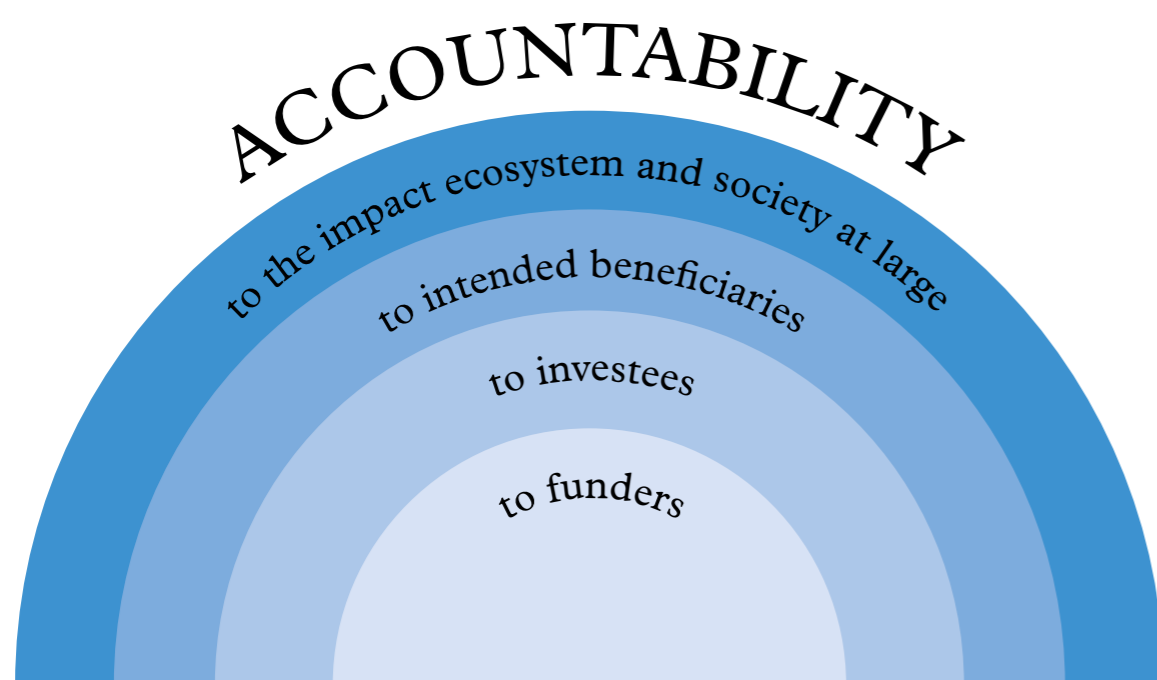 ACCOUNTABILITY
to the impact ecosystem and society at large
to intended beneficiaries
to investees
to funders